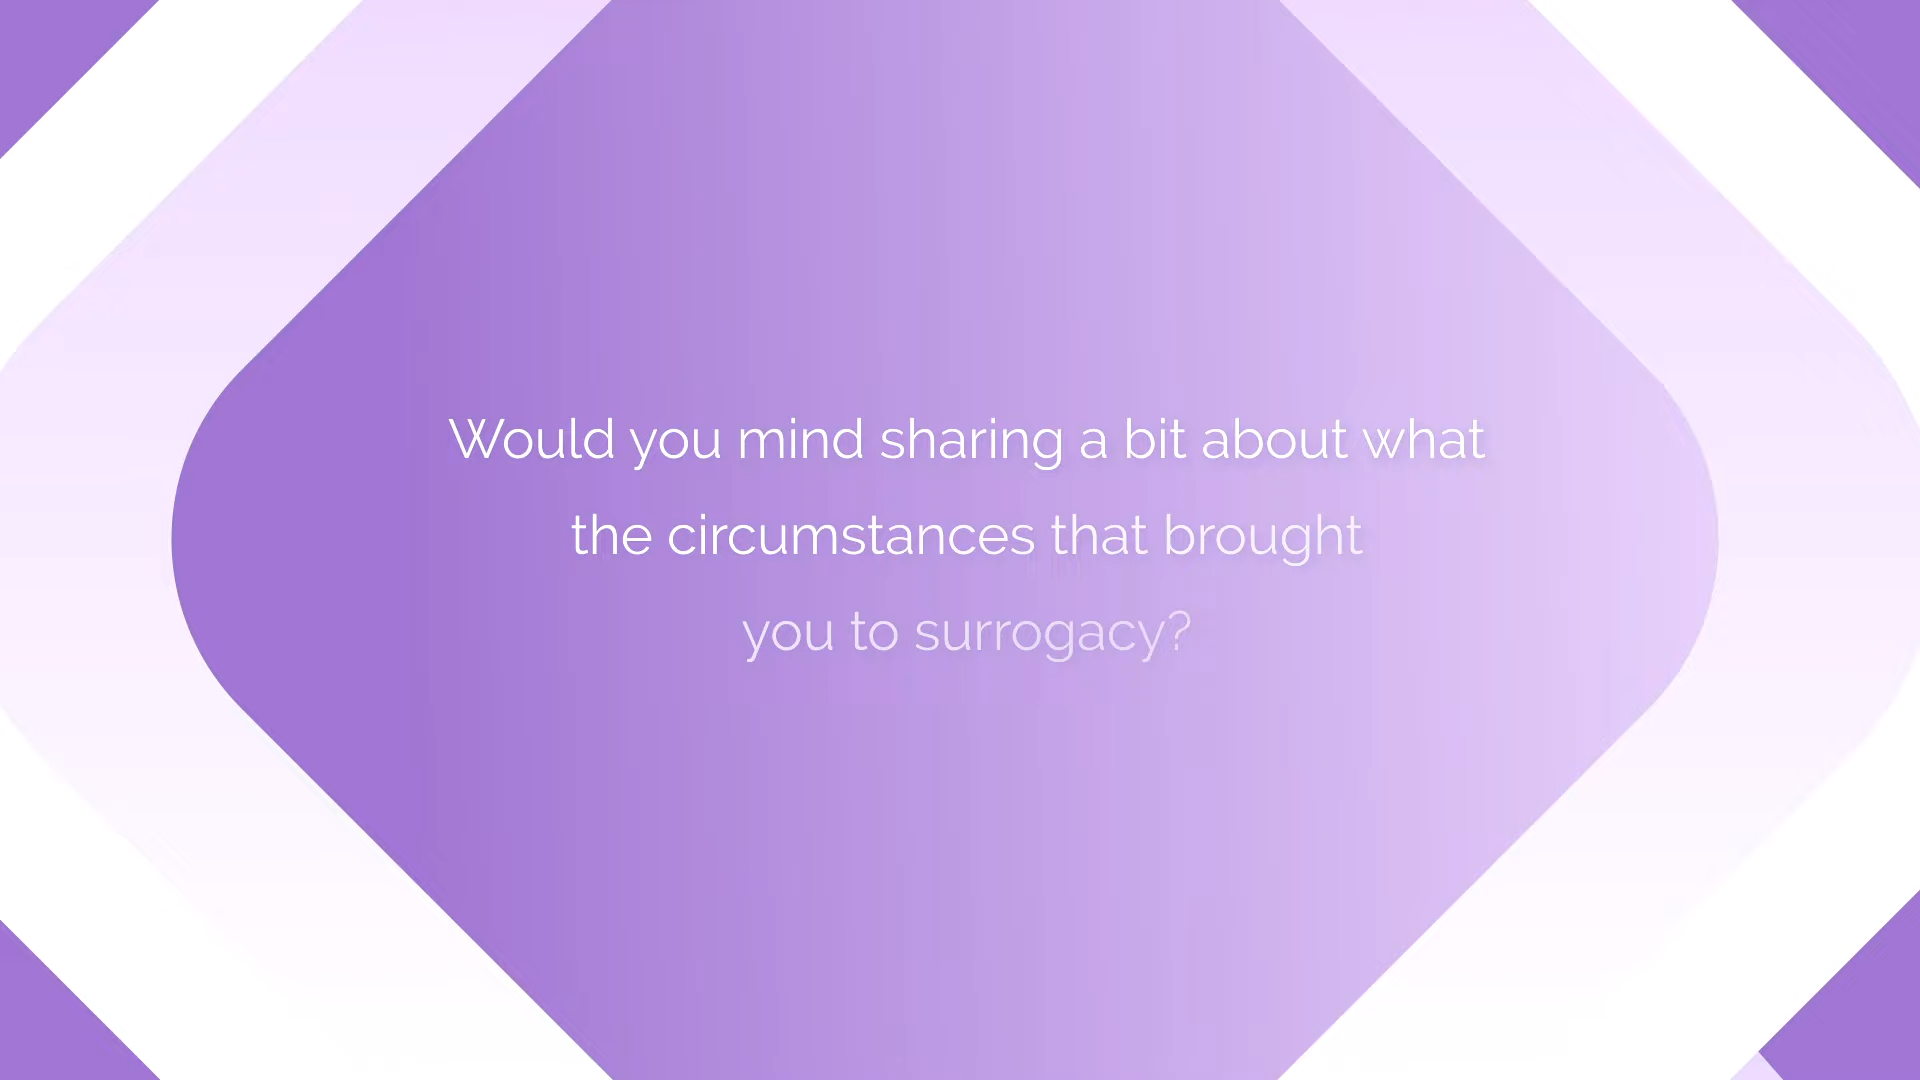 Would you mind sharing a bit about what
the circumstances that brought
you to surrogacy?